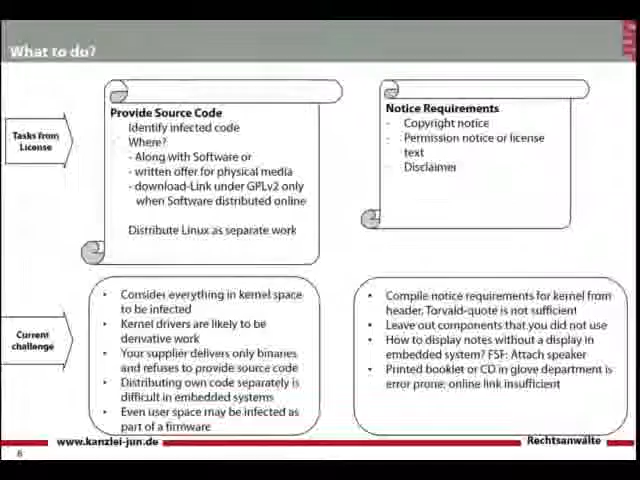 What to do?
Tasks from
License
Provide Source Code
Identify infected code
Where?
- Along with Software or
- written offer for physical media
- download-Link under GPLv2 only
when Software distributed online
Distribute Linux as separate work
Notice Requirements
- Copyright notice
- Permission notice or license
text
- Disclaimer
Current
challenge
• Consider everything in kernel space
to be infected
• Kernel drivers are likely to be
derivative work
• Your supplier delivers only binaries
and refuses to provide source code
• Distributing own code separately is
difficult in embedded systems
• Even user space may be infected as
part of a firmware
• Compile notice requirements for kernel from
header, Torvald-quote is not sufficient
• Leave out components that you did not use
• How to display notes without a display in
embedded system? FSF: Attach speaker
• Printed booklet or CD in glove department is
error prone; online link insufficient
www.kanzlei-jun.de
Rechtsanwälte
8